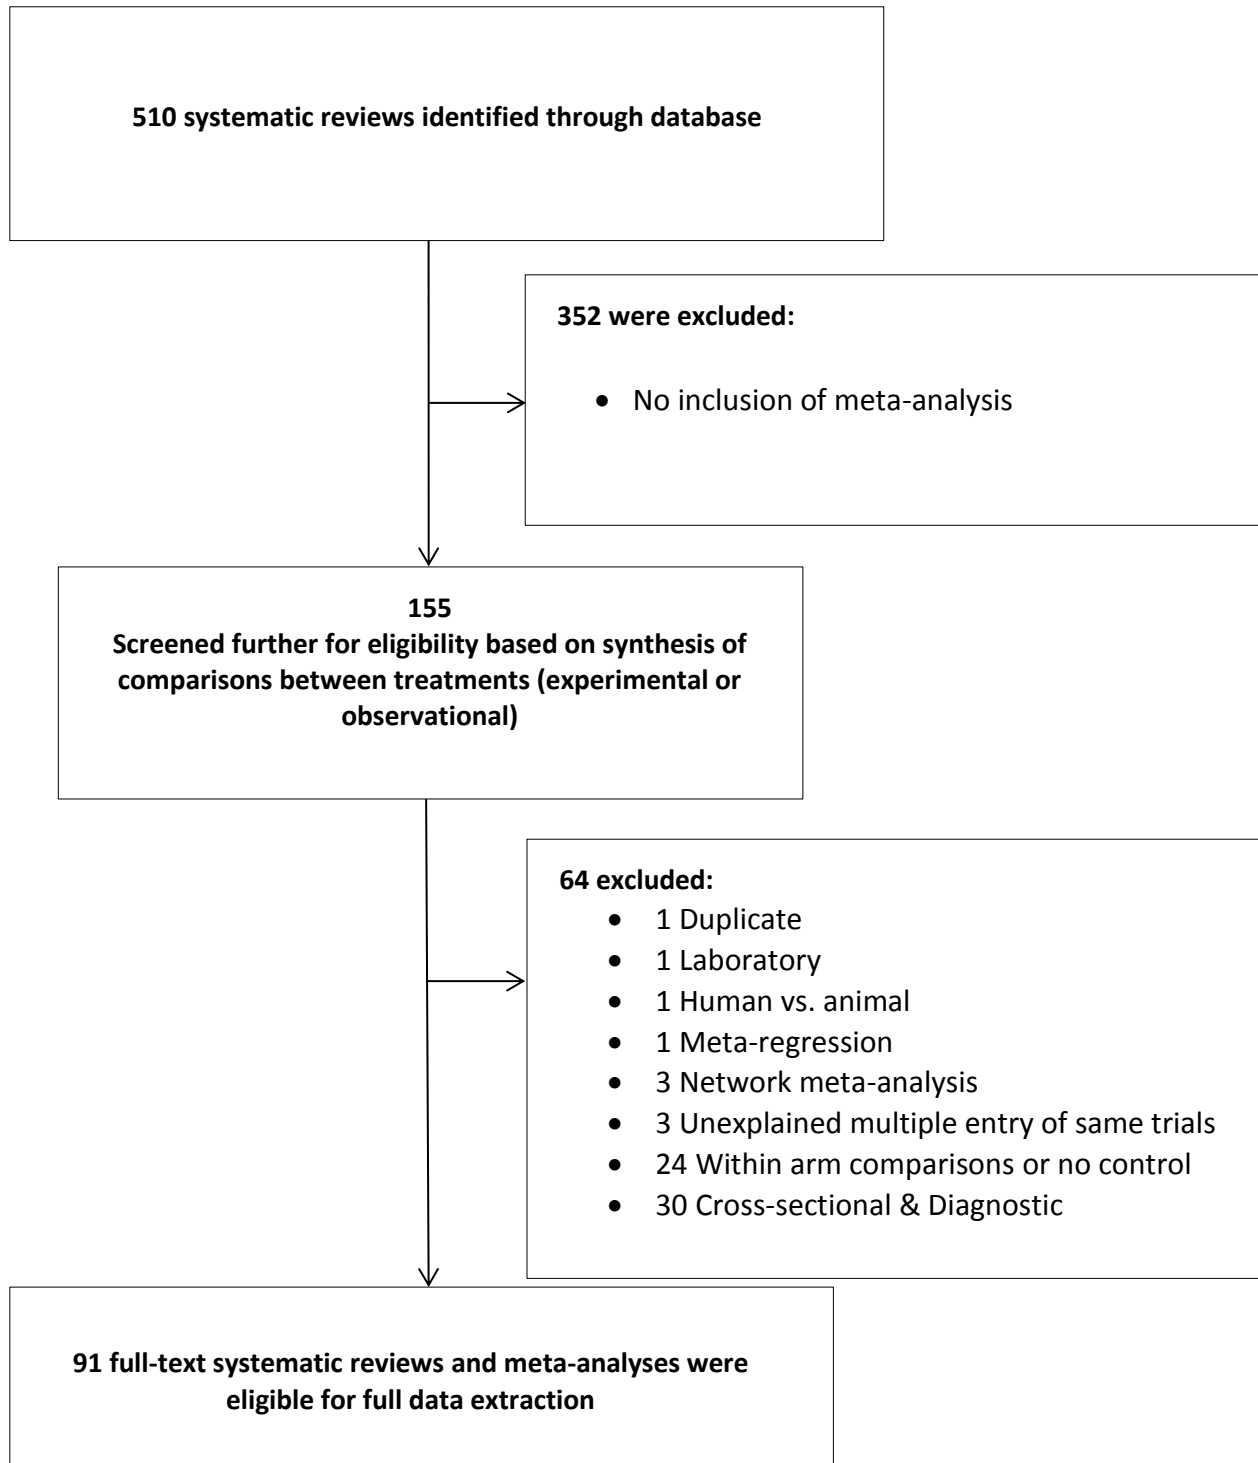 510 systematic reviews identified through database
352 were excluded:
• No inclusion of meta-analysis
155
Screened further for eligibility based on synthesis of
comparisons between treatments (experimental or
observational)
64 excluded:
• 1 Duplicate
• 1 Laboratory
• 1 Human vs. animal
• 1 Meta-regression
• 3 Network meta-analysis
• 3 Unexplained multiple entry of same trials
• 24 Within arm comparisons or no control
• 30 Cross-sectional & Diagnostic
91 full-text systematic reviews and meta-analyses were
eligible for full data extraction